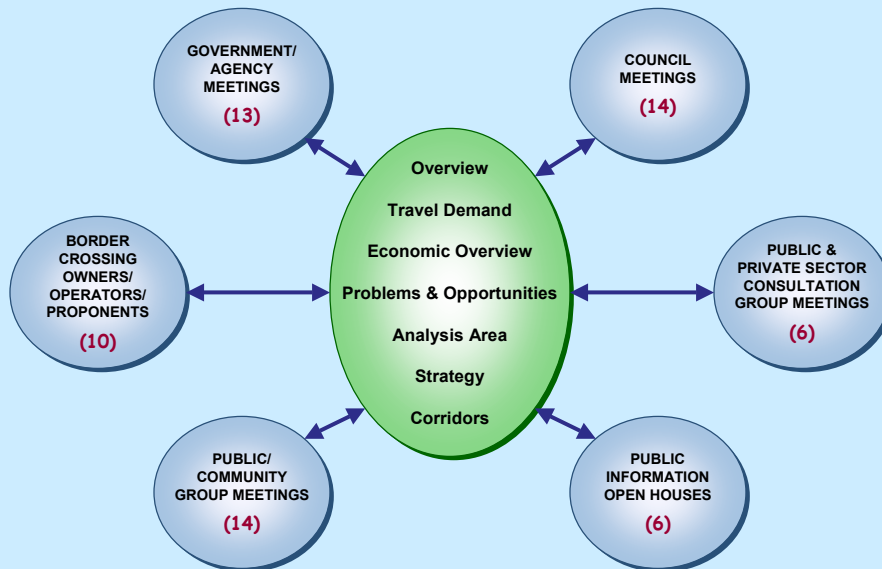 GOVERNMENT/
AGENCY
MEETINGS
(13)
COUNCIL
MEETINGS
(14)
BORDER
CROSSING
OWNERS/
OPERATORS/
PROPONENTS
(10)
Overview
Travel Demand
Economic Overview
Problems & Opportunities
Analysis Area
Strategy
Corridors
PUBLIC &
PRIVATE SECTOR
CONSULTATION
GROUP MEETINGS
(6)
PUBLIC/
COMMUNITY
GROUP MEETINGS
(14)
PUBLIC
INFORMATION
OPEN HOUSES
(6)